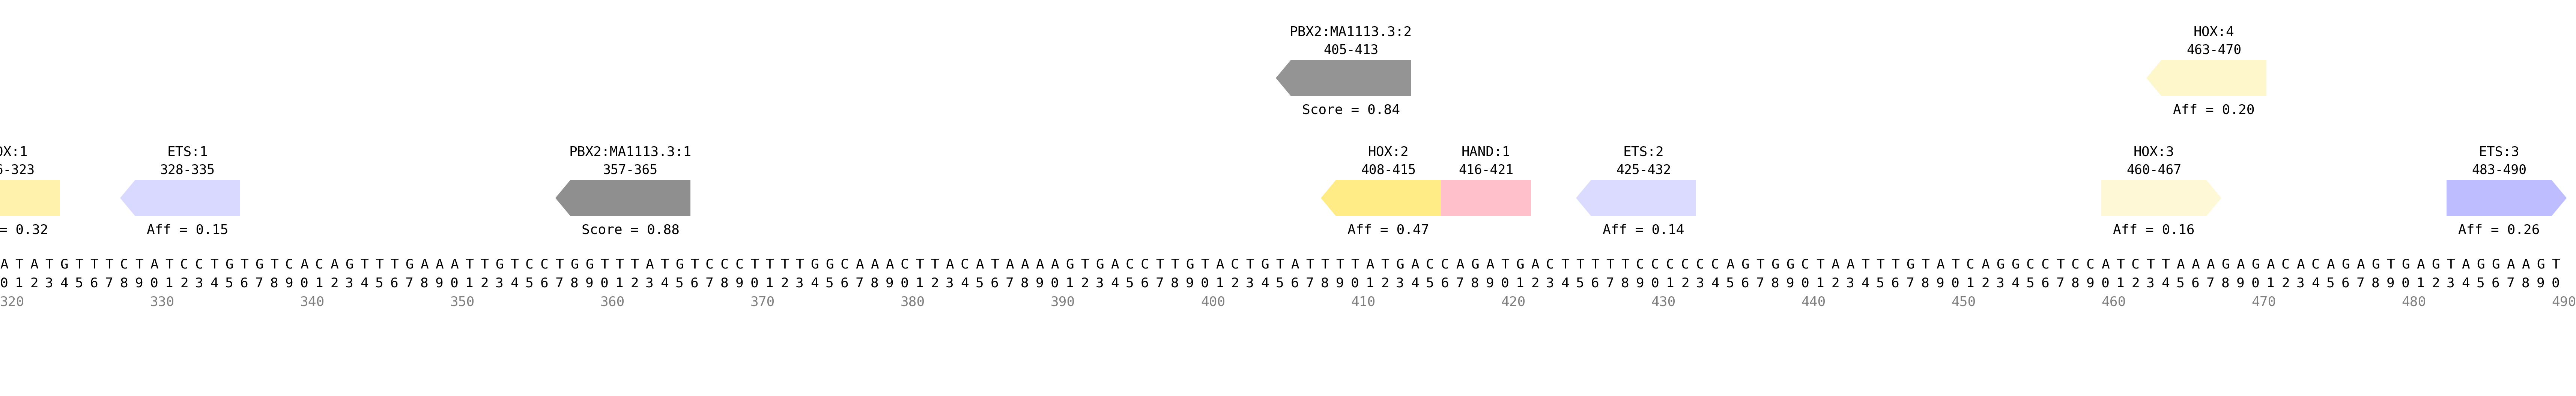 PBX2:MA1113.3:2
405-413
Score = 0.84
HOX:4
463-470
Aff = 0.20
OX:1
-323
= 0.32
ETS:1
328-335
Aff = 0.15
PBX2:MA1113.3:1
357-365
Score = 0.88
HOX:2
408-415
Aff = 0.47
HAND:1
416-421
ETS:2
425-432
Aff = 0.14
HOX:3
460-467
Aff = 0.16
ETS:3
483-490
Aff = 0.26
A T A T G T T T C T A T C C T G T G T C A C A G T T T G A A A T T G T C C T G G T T T A T G T C C C T T T T G G C A A A C T T A C A T A A A A G T G A C C T T G T A C T G T A T T T T A T G A C C A G A T G A C T T T T T C C C C C C A G T G G C T A A T T T G T A T C A G G C C T C C A T C T T A A A G A G A C A C A G A G T G A G T A G G A A G T
0 1 2 3 4 5 6 7 8 9 0 1 2 3 4 5 6 7 8 9 0 1 2 3 4 5 6 7 8 9 0 1 2 3 4 5 6 7 8 9 0 1 2 3 4 5 6 7 8 9 0 1 2 3 4 5 6 7 8 9 0 1 2 3 4 5 6 7 8 9 0 1 2 3 4 5 6 7 8 9 0 1 2 3 4 5 6 7 8 9 0 1 2 3 4 5 6 7 8 9 0 1 2 3 4 5 6 7 8 9 0 1 2 3 4 5 6 7 8 9 0 1 2 3 4 5 6 7 8 9 0 1 2 3 4 5 6 7 8 9 0 1 2 3 4 5 6 7 8 9 0 1 2 3 4 5 6 7 8 9 0
320 330 340 350 360 370 380 390 400 410 420 430 440 450 460 470 480 490